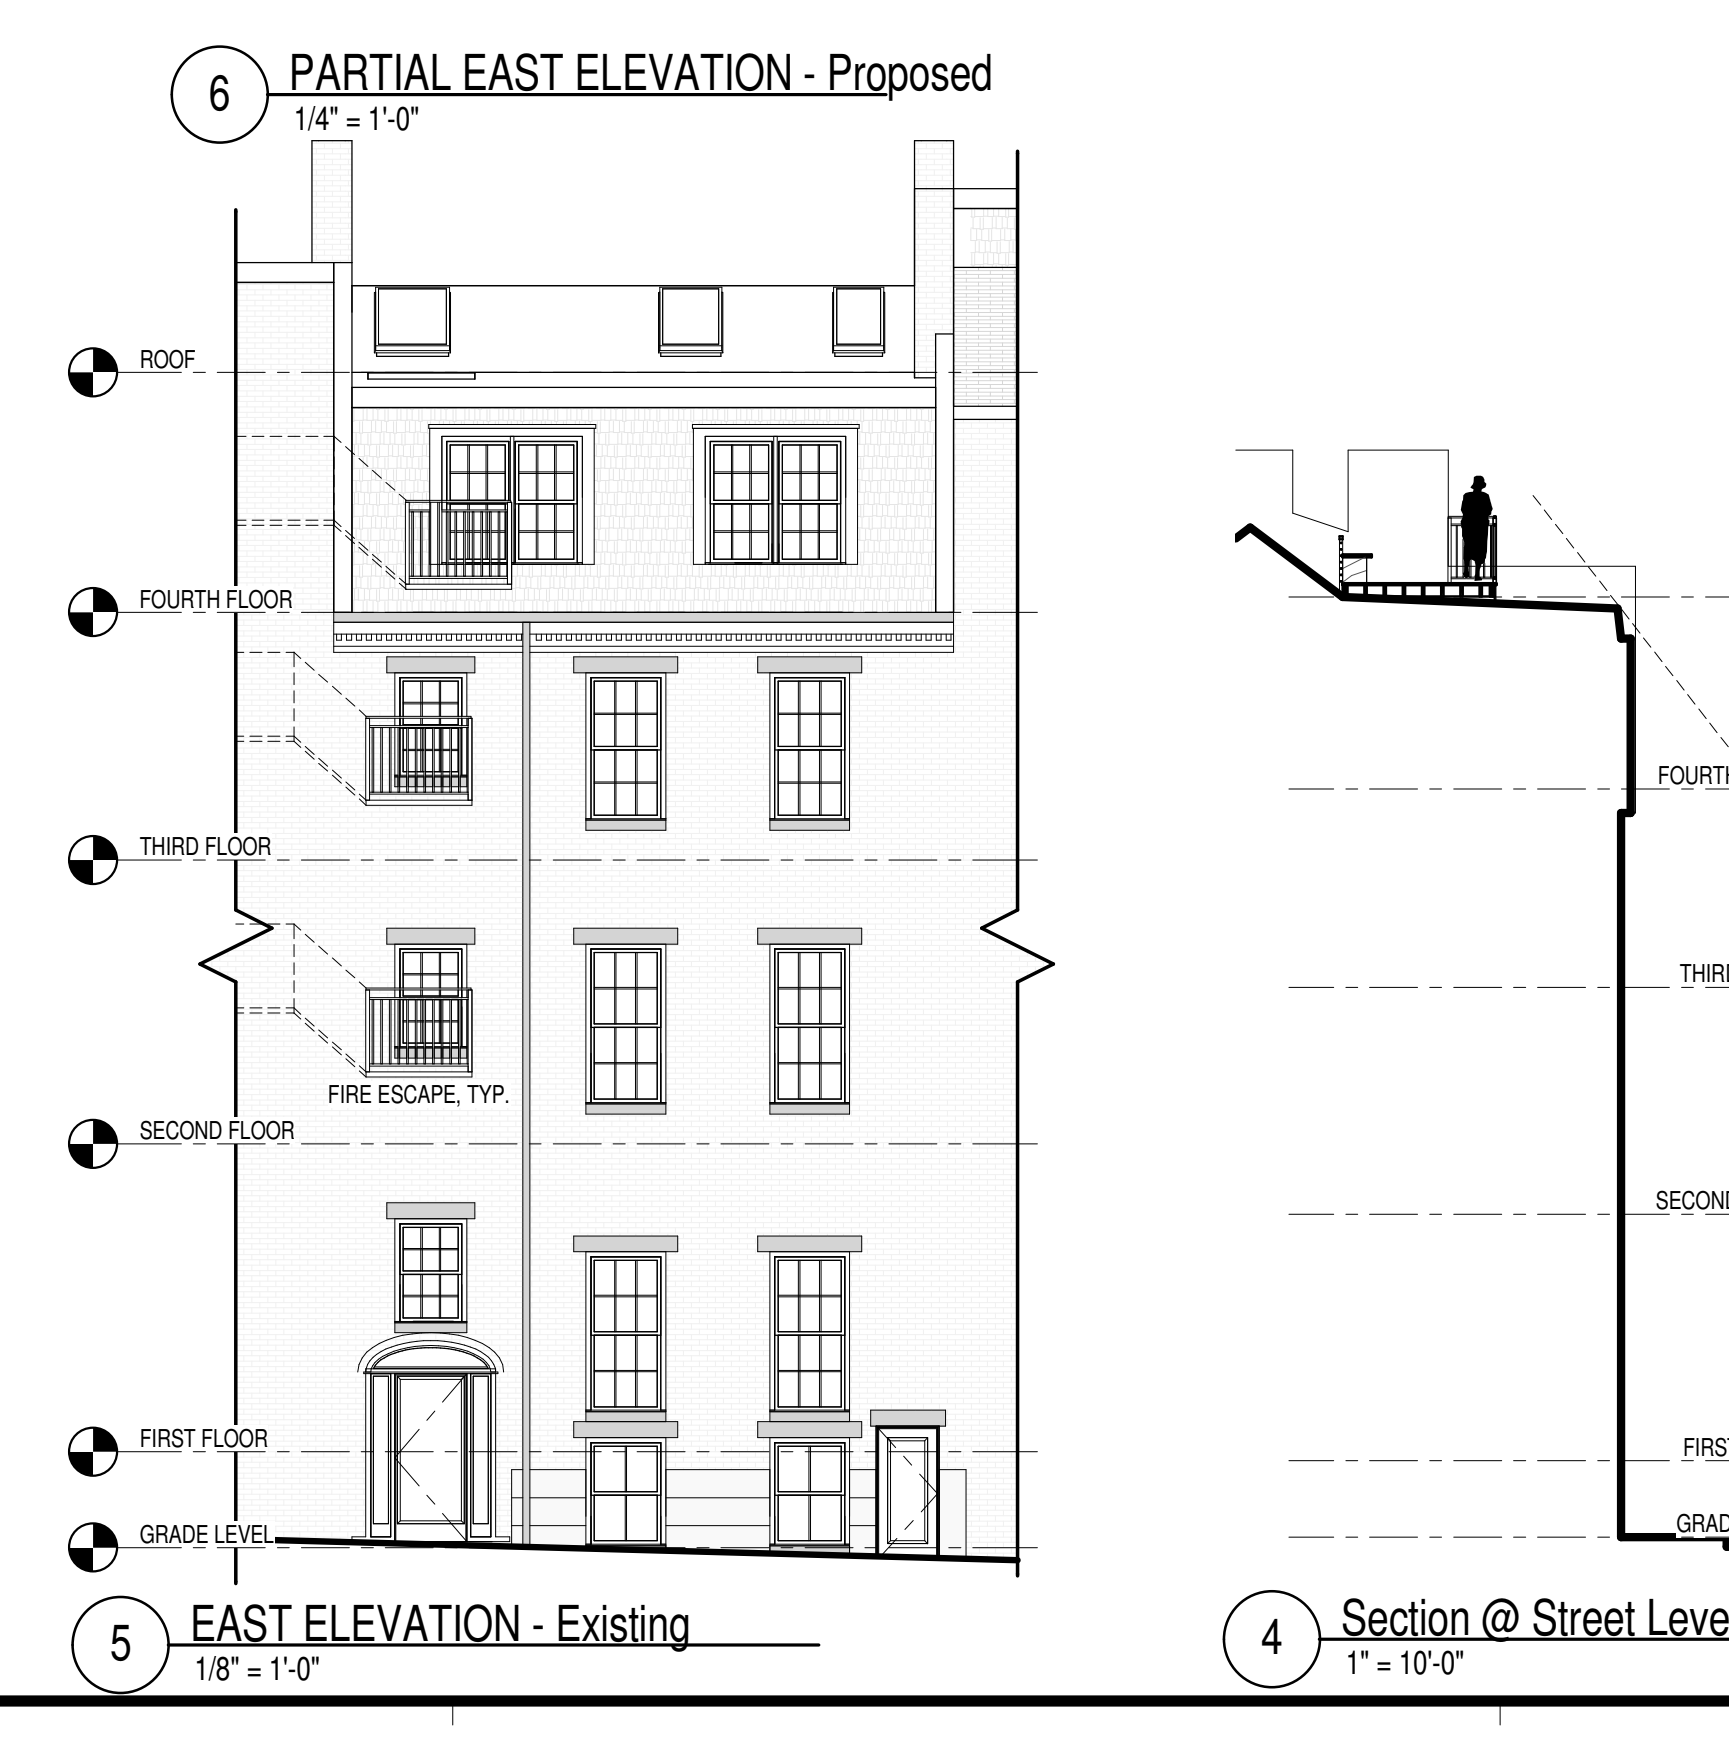 6
PARTIAL EAST ELEVATION - Proposed
1/4" = 1'-0"
ROOF
FOURTH FLOOR
THIRD FLOOR
FIRE ESCAPE, TYP.
SECOND FLOOR
FIRST FLOOR
GRADE LEVEL
5
EAST ELEVATION - Existing
1/8" = 1'-0"
FOURTH
THIRD
SECOND
FIRST
GRAD
4
Section @ Street Leve
1" = 10'-0"